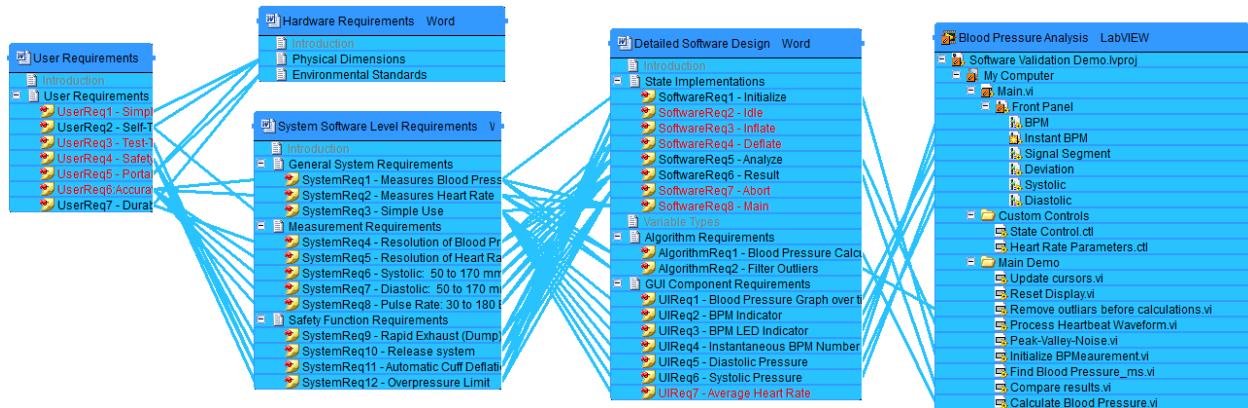 User Requirements
Introduction
User Requirements
UserReq1 - Simpl
UserReq2 - Self-T
UserReq3 - Test-T
UserReq4 - Safety
UserReq5 - Portal
UserReq6:Accura
UserReq7 - Durab
Hardware Requirements Word
Introduction
Physical Dimensions
Environmental Standards
System Software Level Requirements W
Introduction
General System Requirements
SystemReq1 - Measures Blood Press
SystemReq2 - Measures Heart Rate
SystemReq3 - Simple Use
Measurement Requirements
SystemReq4 - Resolution of Blood Pr
SystemReq5 - Resolution of Heart Ra
SystemReq6 - Systolic: 50 to 170 mm
SystemReq7 - Diastolic: 50 to 170 m
SystemReq8 - Pulse Rate: 30 to 180 B
Safety Function Requirements
SystemReq9 - Rapid Exhaust (Dump)
SystemReq10 - Release system
SystemReq11 - Automatic Cuff Deflati
SystemReq12 - Overpressure Limit
Detailed Software Design Word
Introduction
State Implementations
SoftwareReq1 - Initialize
SoftwareReq2 - Idle
SoftwareReq3 - Inflate
SoftwareReq4 - Deflate
SoftwareReq5 - Analyze
SoftwareReq6 - Result
SoftwareReq7 - Abort
SoftwareReq8 - Main
Variable Types
Algorithm Requirements
AlgorithmReq1 - Blood Pressure Calcu
AlgorithmReq2 - Filter Outliers
GUI Component Requirements
UIReq1 - Blood Pressure Graph over ti
UIReq2 - BPM Indicator
UIReq3 - BPM LED Indicator
UIReq4 - Instantaneous BPM Number
UIReq5 - Diastolic Pressure
UIReq6 - Systolic Pressure
UIReq7 - Average Heart Rate
Blood Pressure Analysis LabVIEW
Software Validation Demo.lvproj
My Computer
Main.vi
Front Panel
BPM
Instant BPM
Signal Segment
Deviation
Systolic
Diastolic
Custom Controls
State Control.ctl
Heart Rate Parameters.ctl
Main Demo
Update cursors.vi
Reset Display.vi
Remove outliars before calculations.vi
Process Heartbeat Waveform.vi
Peak-Valley-Noise.vi
Initialize BPMeaurement.vi
Find Blood Pressure_ms.vi
Compare results.vi
Calculate Blood Pressure.vi